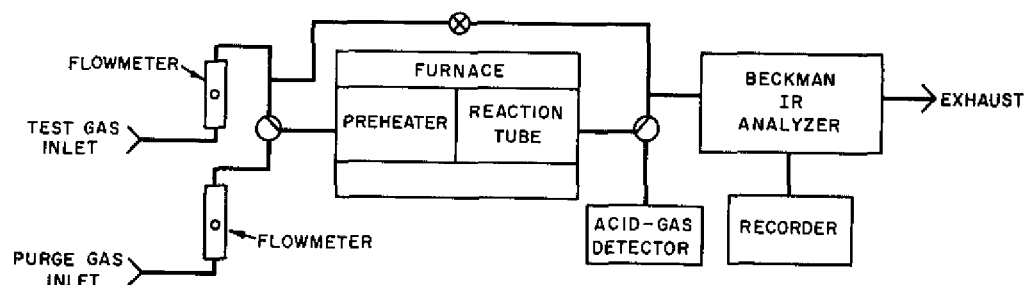 FLOWMETER
TEST GAS
INLET
FURNACE
PREHEATER
REACTION
TUBE
BECKMAN
IR
ANALYZER
EXHAUST
FLOWMETER
PURGE GAS
INLET
ACID-GAS
DETECTOR
RECORDER